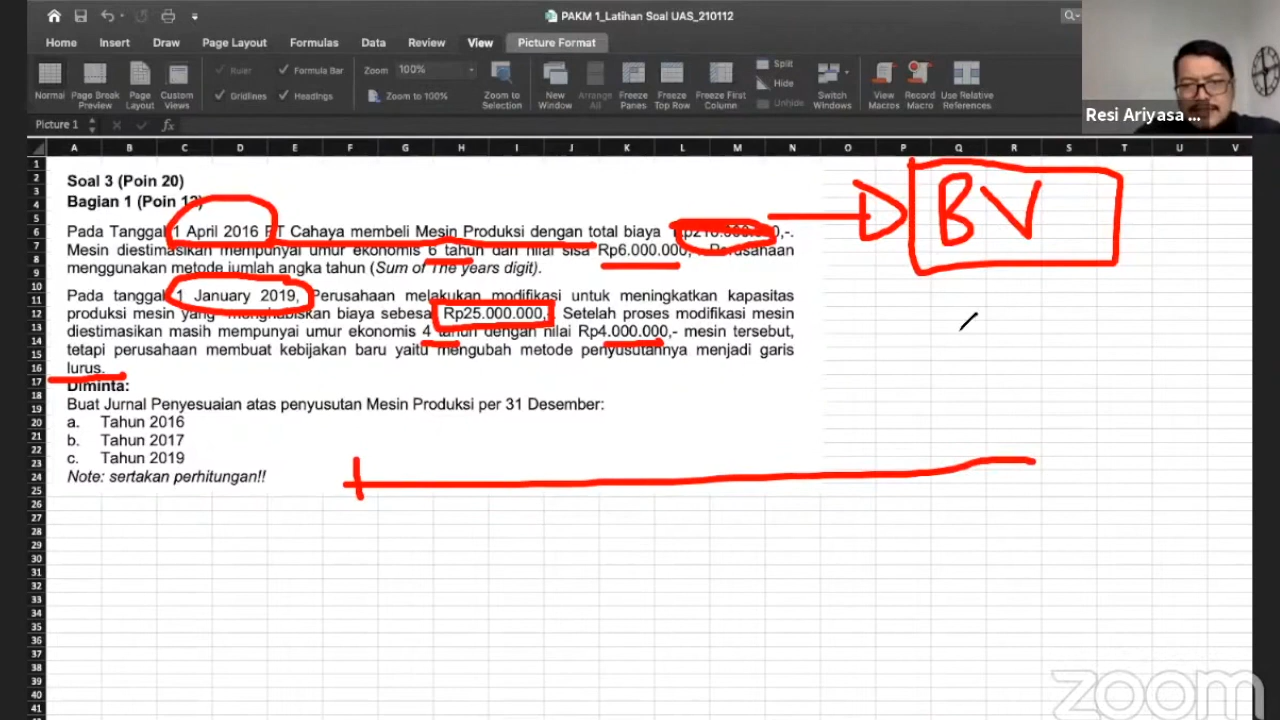 PAKM 1_Latihan Soal UAS_210112
Home Insert Draw Page Layout Formulas Data Review View Picture Format
Ruler Formula Bar Zoom 100% Split
Gridlines Headings Zoom to 100% Hide
Unhide
Normal Page Break Preview Page Layout Custom Views Zoom to Selection New Window Arrange All Freeze Panes Freeze Top Row Freeze First Column Switch Windows View Macros Record Macro Use Relative References
Resi Ariyasa ...
Picture 1 fx
A B C D E F G H I J K L M N O P Q R S T U V
Soal 3 (Poin 20)
Bagian 1 (Poin 12)
BV
Pada Tanggal 1 April 2016 PT Cahaya membeli Mesin Produksi dengan total biaya
Mesin diestimasikan mempunyai umur ekonomis 6 tahun dan nilai sisa Rp6.000.000,-. Perusahaan
menggunakan metode jumlah angka tahun (Sum of The years digit).
Pada tanggal 1 January 2019, Perusahaan melakukan modifikasi untuk meningkatkan kapasitas
produksi mesin yang menghabiskan biaya sebesar Rp25.000.000,- Setelah proses modifikasi mesin
diestimasikan masih mempunyai umur ekonomis 4 tahun dengan nilai Rp4.000.000,- mesin tersebut,
tetapi perusahaan membuat kebijakan baru yaitu mengubah metode penyusutannya menjadi garis
lurus.
Diminta:
Buat Jurnal Penyesuaian atas penyusutan Mesin Produksi per 31 Desember:
a. Tahun 2016
b. Tahun 2017
c. Tahun 2019
Note: sertakan perhitungan!!
zoom